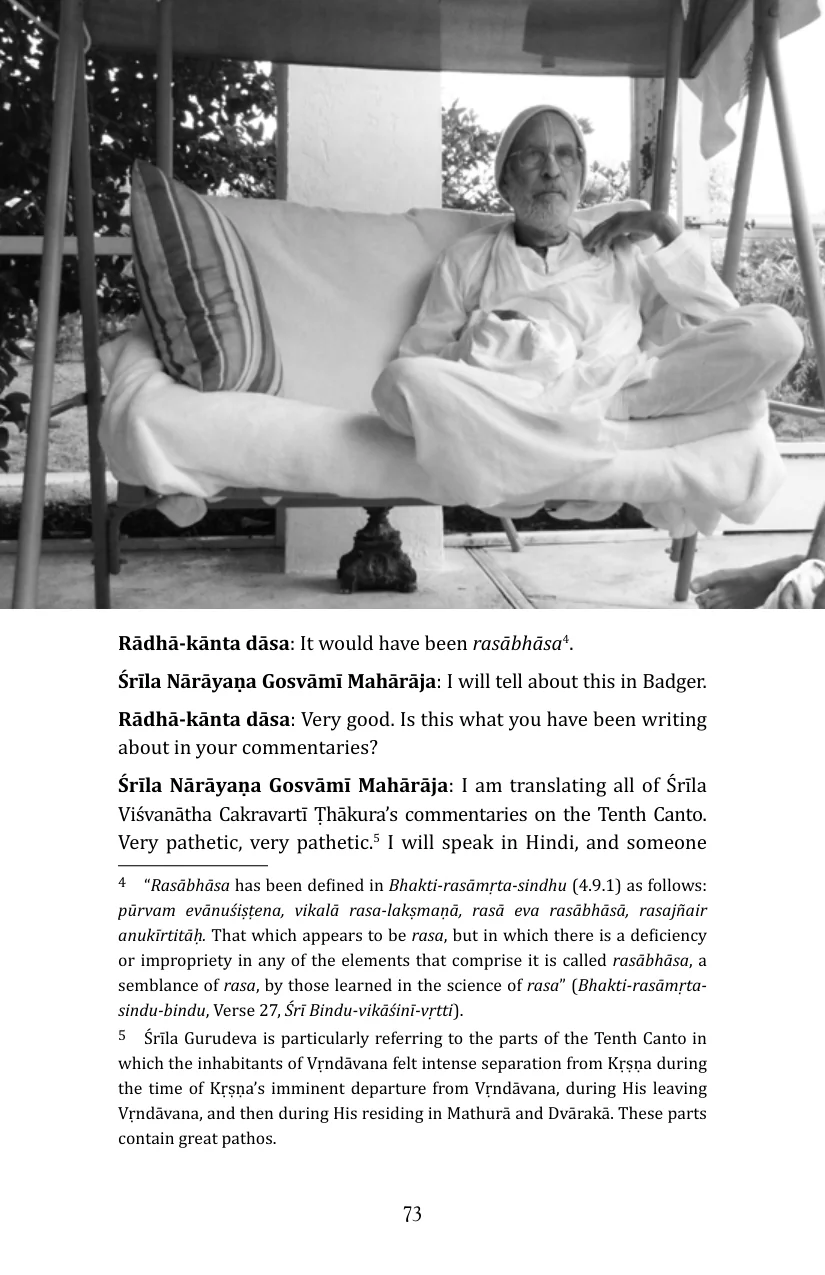 Rādhā-kānta dāsa: It would have been rasābhāsa⁴.
Śrīla Nārāyaṇa Gosvāmī Mahārāja: I will tell about this in Badger.
Rādhā-kānta dāsa: Very good. Is this what you have been writing
about in your commentaries?
Śrīla Nārāyaṇa Gosvāmī Mahārāja: I am translating all of Śrīla
Viśvanātha Cakravartī Ṭhākura’s commentaries on the Tenth Canto.
Very pathetic, very pathetic.⁵ I will speak in Hindi, and someone
4 “Rasābhāsa has been defined in Bhakti-rasāmṛta-sindhu (4.9.1) as follows:
pūrvam evānuśiṣṭena, vikalā rasa-lakṣmaṇā, rasā eva rasābhāsā, rasajñair
anukīrtitāḥ. That which appears to be rasa, but in which there is a deficiency
or impropriety in any of the elements that comprise it is called rasābhāsa, a
semblance of rasa, by those learned in the science of rasa” (Bhakti-rasāmṛta-
sindu-bindu, Verse 27, Śrī Bindu-vikāśinī-vṛtti).
5 Śrīla Gurudeva is particularly referring to the parts of the Tenth Canto in
which the inhabitants of Vṛndāvana felt intense separation from Kṛṣṇa during
the time of Kṛṣṇa’s imminent departure from Vṛndāvana, during His leaving
Vṛndāvana, and then during His residing in Mathurā and Dvārakā. These parts
contain great pathos.
73